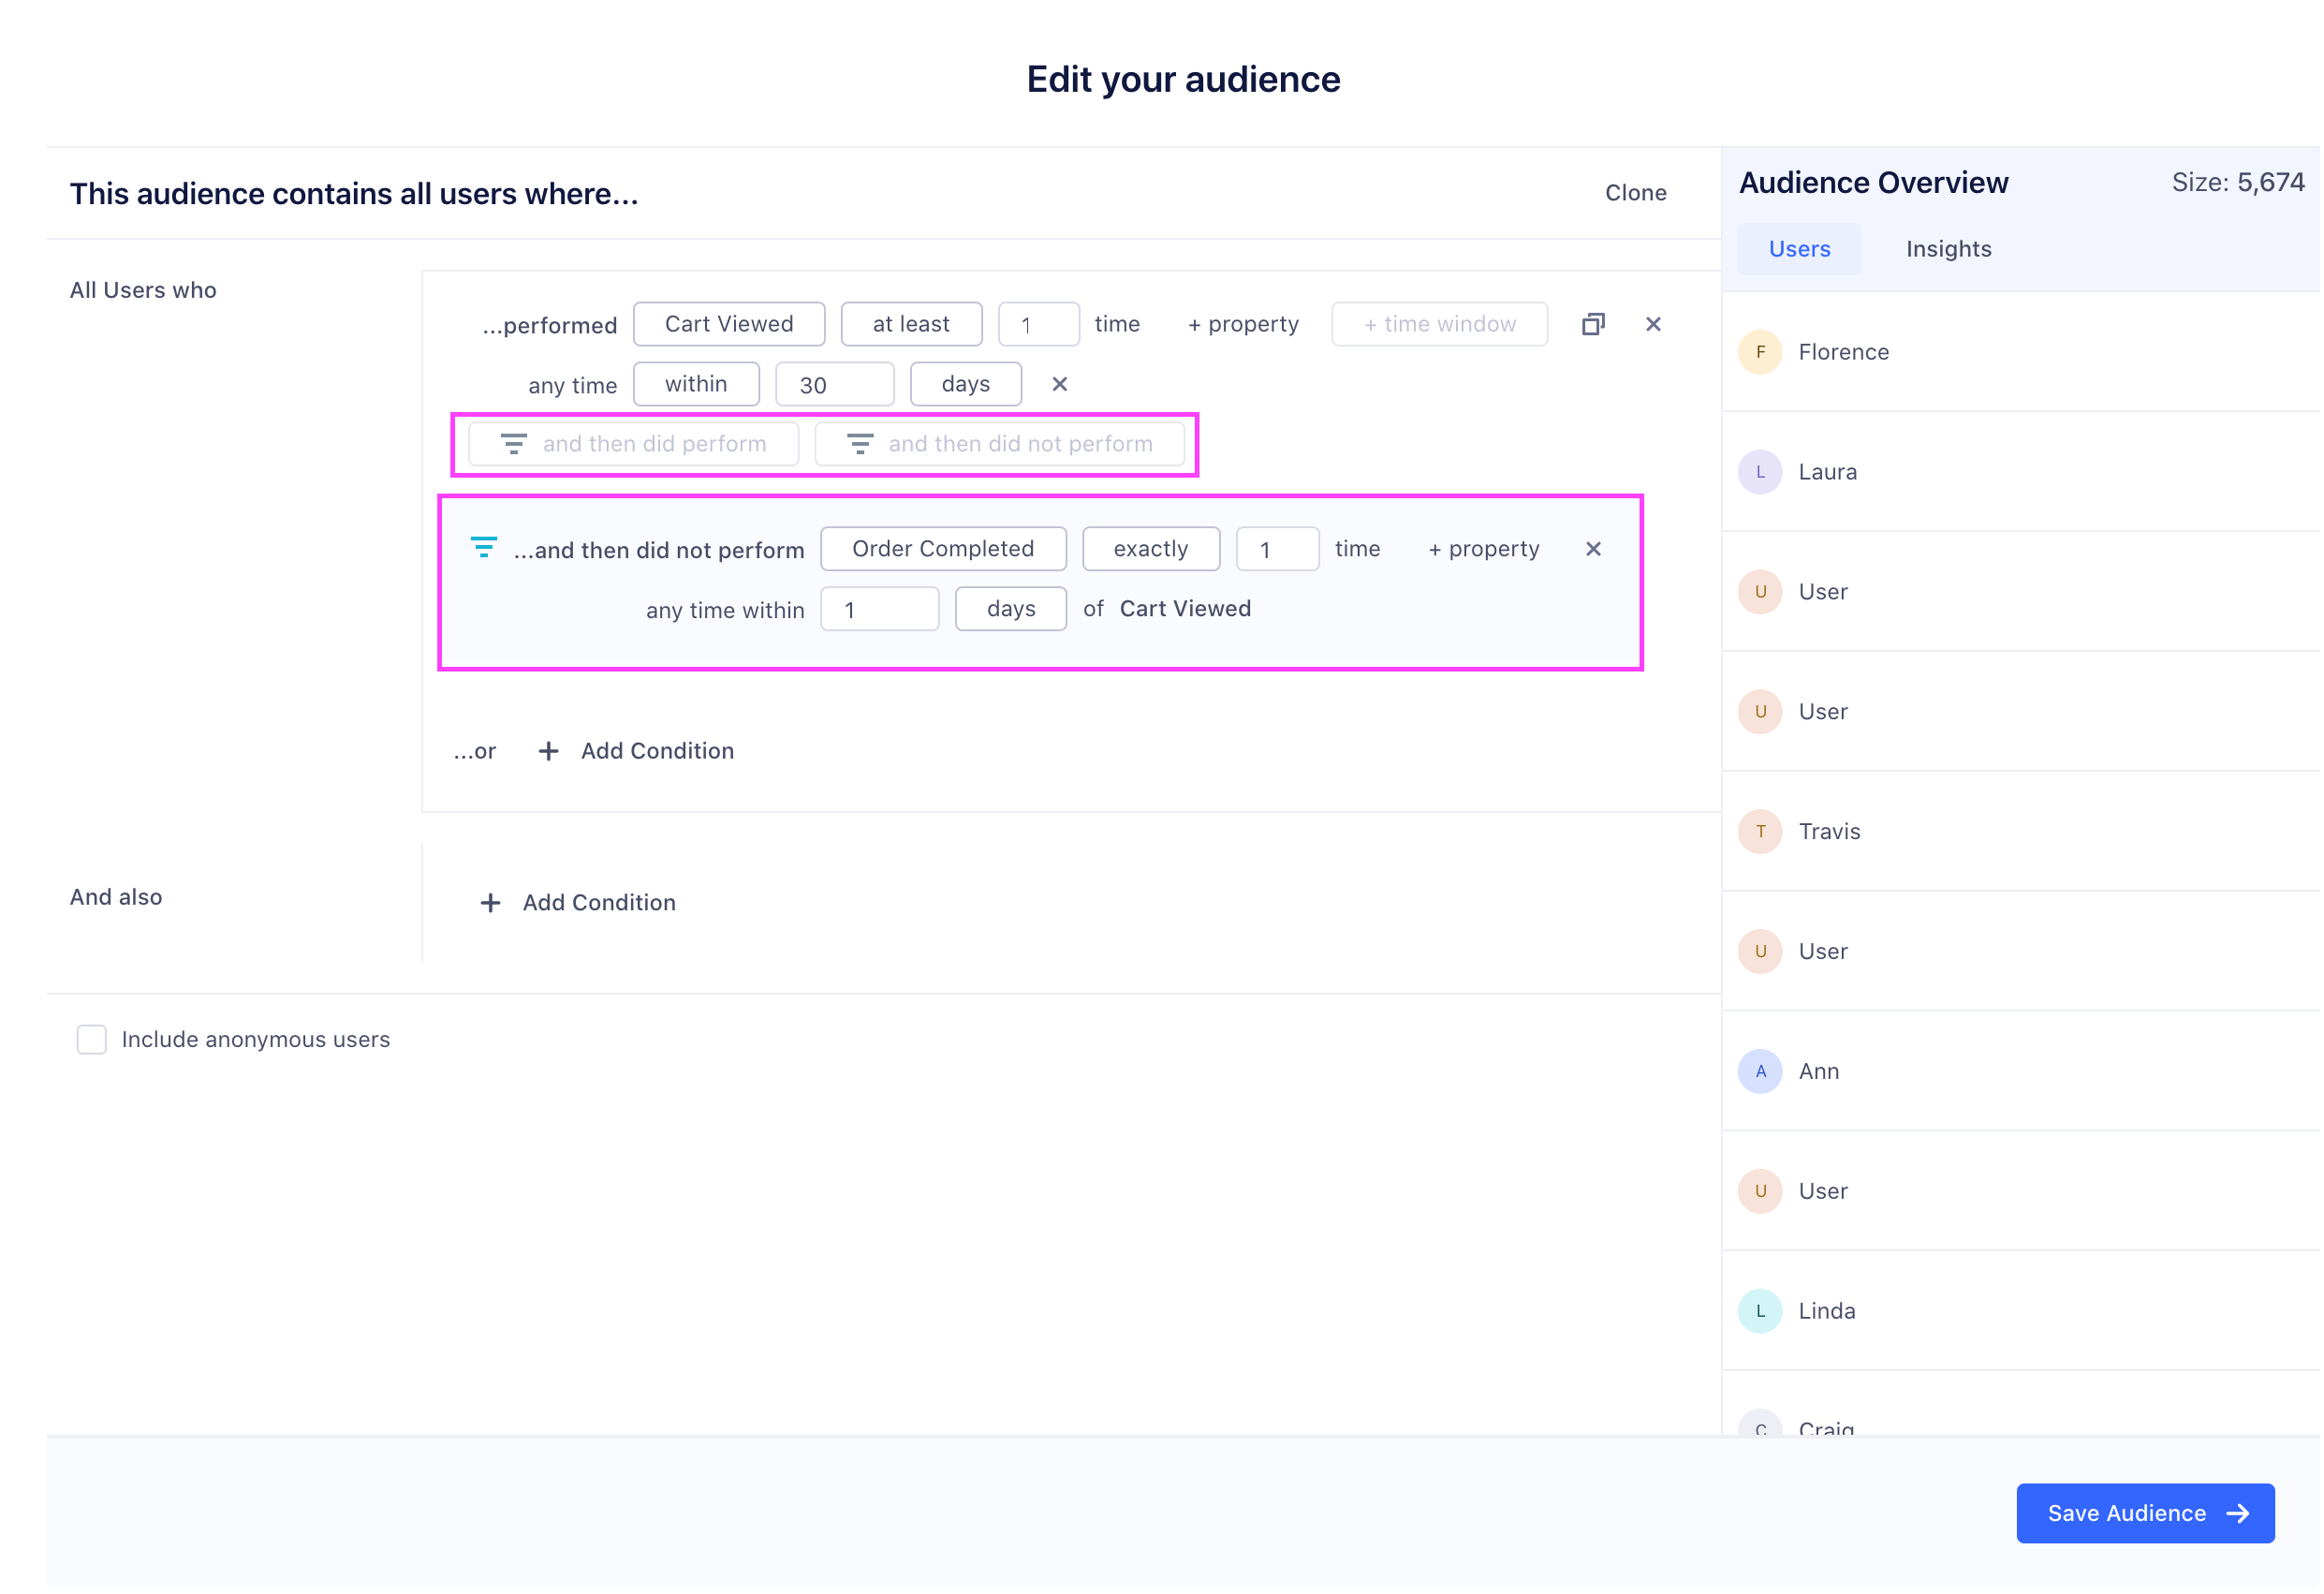 Edit your audience
This audience contains all users where...
Clone
All Users who
...performed Cart Viewed at least 1 time + property + time window
any time within 30 days
and then did perform and then did not perform
...and then did not perform Order Completed exactly 1 time + property
any time within 1 days of Cart Viewed
...or + Add Condition
And also
+ Add Condition
Include anonymous users
Audience Overview Size: 5,674
Users Insights
F Florence
L Laura
U User
U User
T Travis
U User
A Ann
U User
L Linda
C Craig
Save Audience →